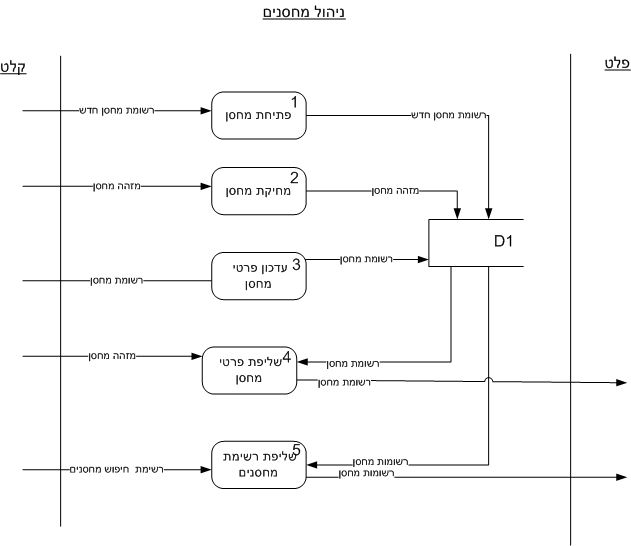 ניהול מחסנים
קלט
פלט
רשומת מחסן חדש
1
פתיחת מחסן
רשומת מחסן חדש
מזהה מחסן
2
מחיקת מחסן
מזהה מחסן
D1
רשומת מחסן
3
עדכון פרטי
מחסן
רשומת מחסן
מזהה מחסן
4
שליפת פרטי
מחסן
רשומת מחסן
רשומת מחסן
רשימת חיפוש מחסנים
5
שליפת רשימת
מחסנים
רשומות מחסן
רשומות מחסן